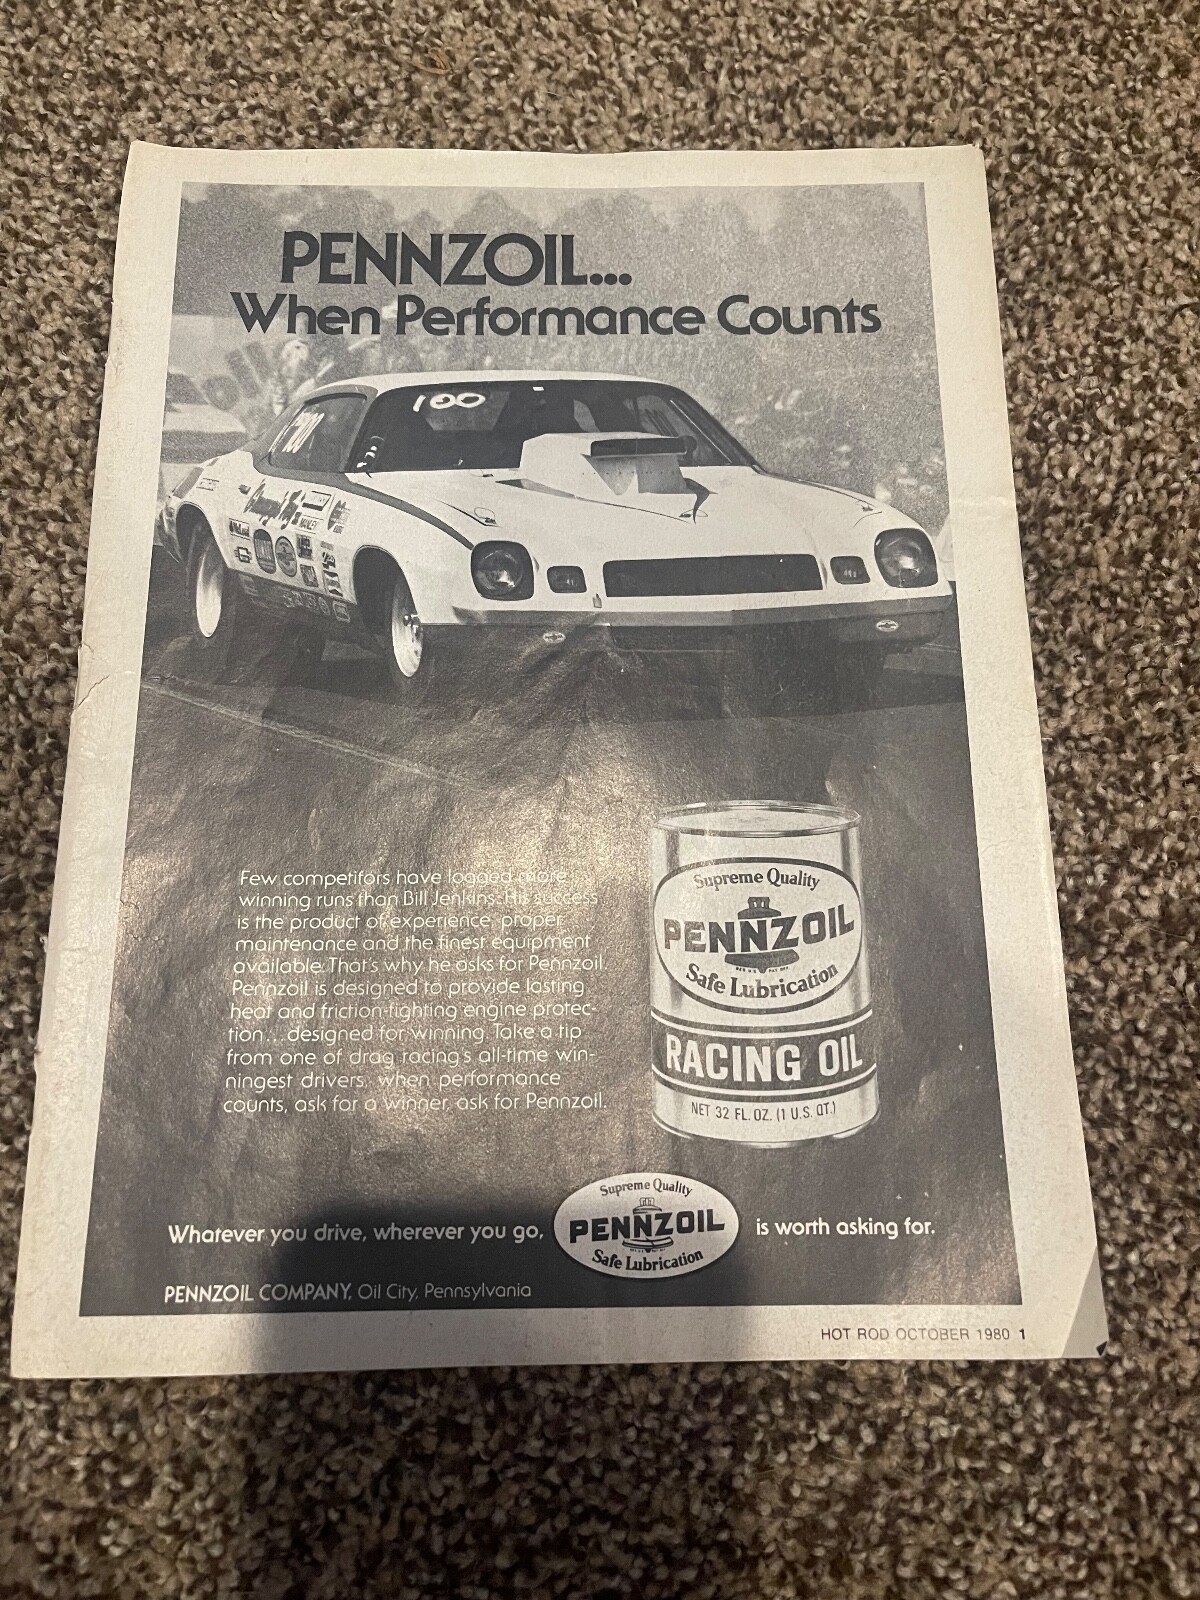 PENNZOIL...
When Performance Counts
100
MANLEY
Few competitors have logged more
winning runs than Bill Jenkins. His success
is the product of experience, proper
maintenance and the finest equipment
available. That's why he asks for Pennzoil.
Pennzoil is designed to provide lasting
heat and friction-fighting engine protec-
tion...designed for winning. Take a tip
from one of drag racing's all-time win-
ningest drivers, when performance
counts, ask for a winner, ask for Pennzoil.
Supreme Quality
PENNZOIL
Safe Lubrication
RACING OIL
NET 32 FL. OZ. (1 U.S. QT.)
Whatever you drive, wherever you go,
Supreme Quality
PENNZOIL
Safe Lubrication
is worth asking for.
PENNZOIL COMPANY, Oil City, Pennsylvania
HOT ROD OCTOBER 1980 1